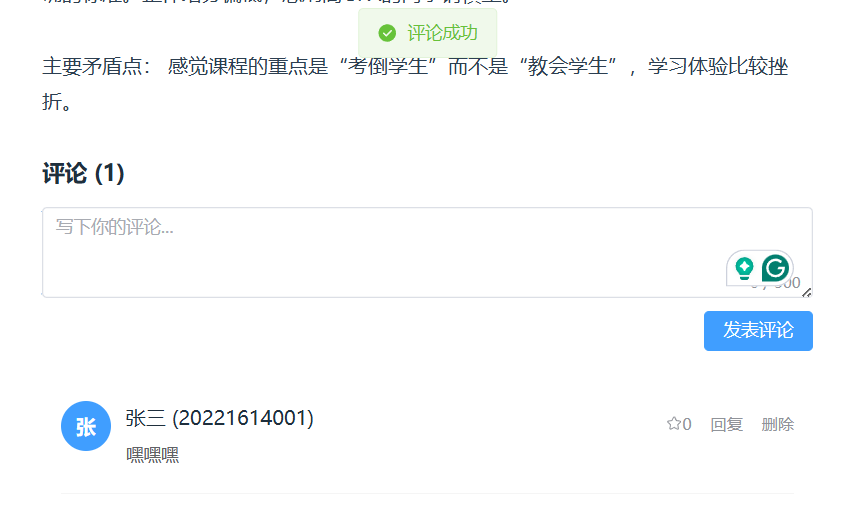 评论成功
主要矛盾点： 感觉课程的重点是“考倒学生”而不是“教会学生”，学习体验比较挫
折。
评论 (1)
写下你的评论...
发表评论
张
张三 (20221614001)
0 回复 删除
嘿嘿嘿